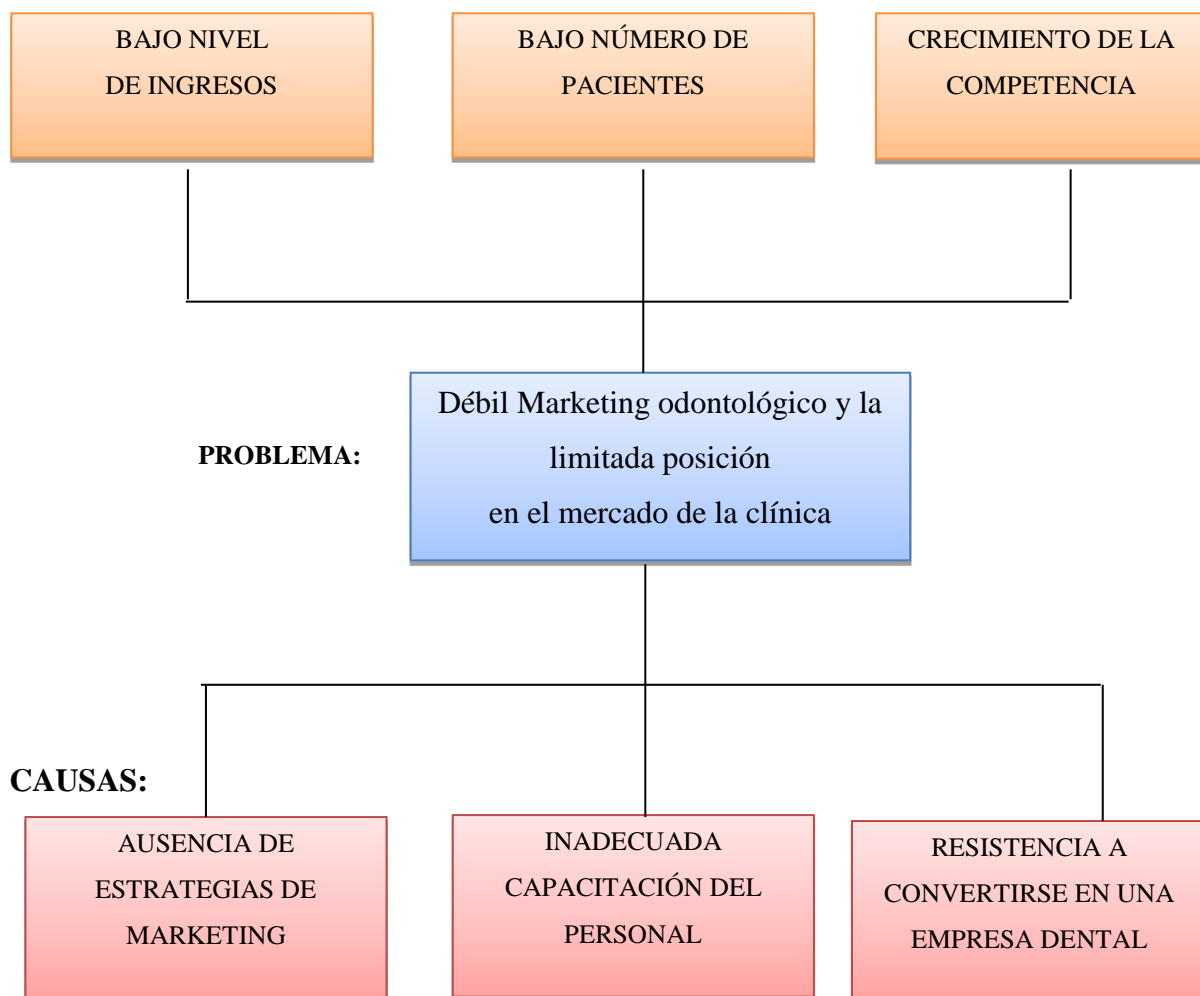 BAJO NIVEL
DE INGRESOS
BAJO NÚMERO DE
PACIENTES
CRECIMIENTO DE LA
COMPETENCIA
PROBLEMA:
Débil Marketing odontológico y la
limitada posición
en el mercado de la clínica
CAUSAS:
AUSENCIA DE
ESTRATEGIAS DE
MARKETING
INADECUADA
CAPACITACIÓN DEL
PERSONAL
RESISTENCIA A
CONVERTIRSE EN UNA
EMPRESA DENTAL